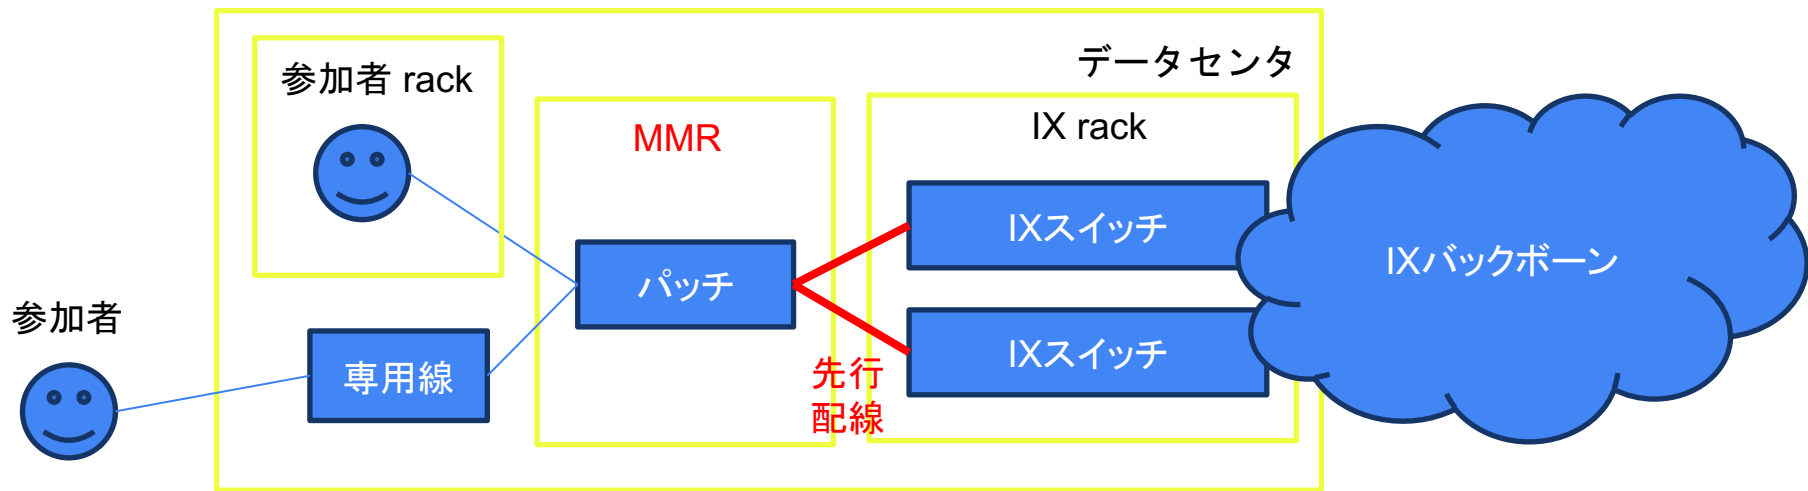 データセンタ
参加者 rack
MMR
IX rack
IXスイッチ
パッチ
IXバックボーン
参加者
専用線
IXスイッチ
先行
配線